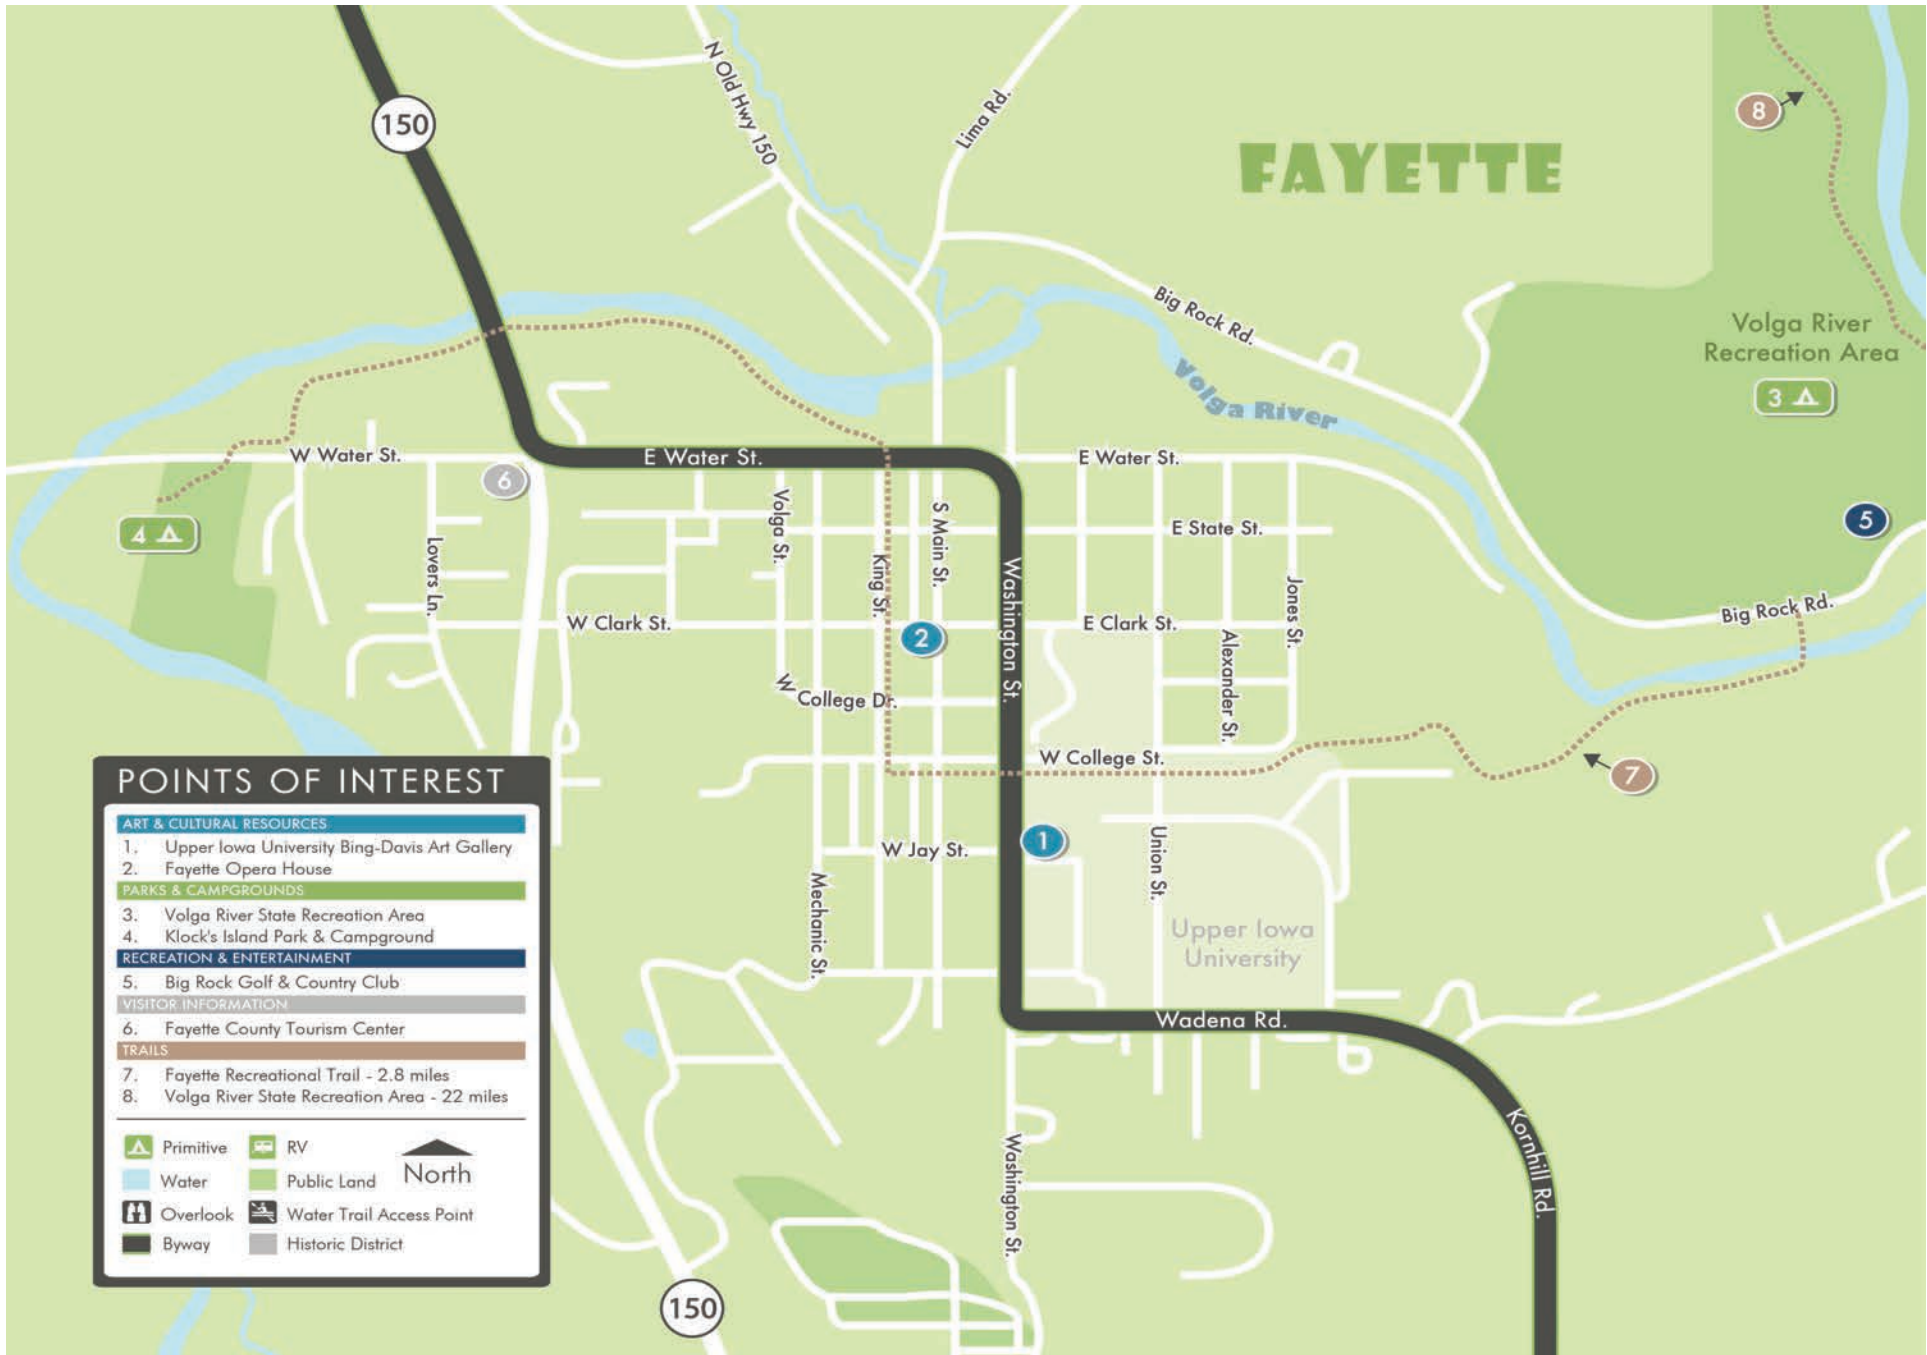 150
N Old Hwy 150
Lima Rd.
FAYETTE
8
Big Rock Rd.
Volga River
Recreation Area
3
Volga River
W Water St.
E Water St.
E Water St.
6
4
5
Volga St.
S Main St.
E State St.
Lovers Ln.
King St.
Washington St.
Jones St.
Big Rock Rd.
W Clark St.
2
E Clark St.
Alexander St.
W College Dr.
W College St.
7
1
W Jay St.
Union St.
Mechanic St.
Upper Iowa
University
Wadena Rd.
Kornhill Rd.
Washington St.
150
POINTS OF INTEREST
ART & CULTURAL RESOURCES
1. Upper Iowa University Bing-Davis Art Gallery
2. Fayette Opera House
PARKS & CAMPGROUNDS
3. Volga River State Recreation Area
4. Klock's Island Park & Campground
RECREATION & ENTERTAINMENT
5. Big Rock Golf & Country Club
VISITOR INFORMATION
6. Fayette County Tourism Center
TRAILS
7. Fayette Recreational Trail - 2.8 miles
8. Volga River State Recreation Area - 22 miles
Primitive
RV
North
Water
Public Land
Overlook
Water Trail Access Point
Byway
Historic District